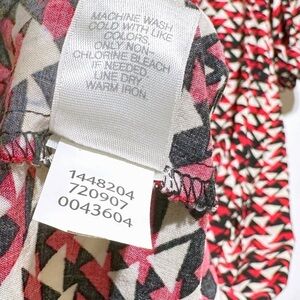 MACHINE WASH
COLD WITH LIKE
COLORS.
ONLY NON-
CHLORINE BLEACH
IF NEEDED.
LINE DRY.
WARM IRON.
1448204
720907
0043604